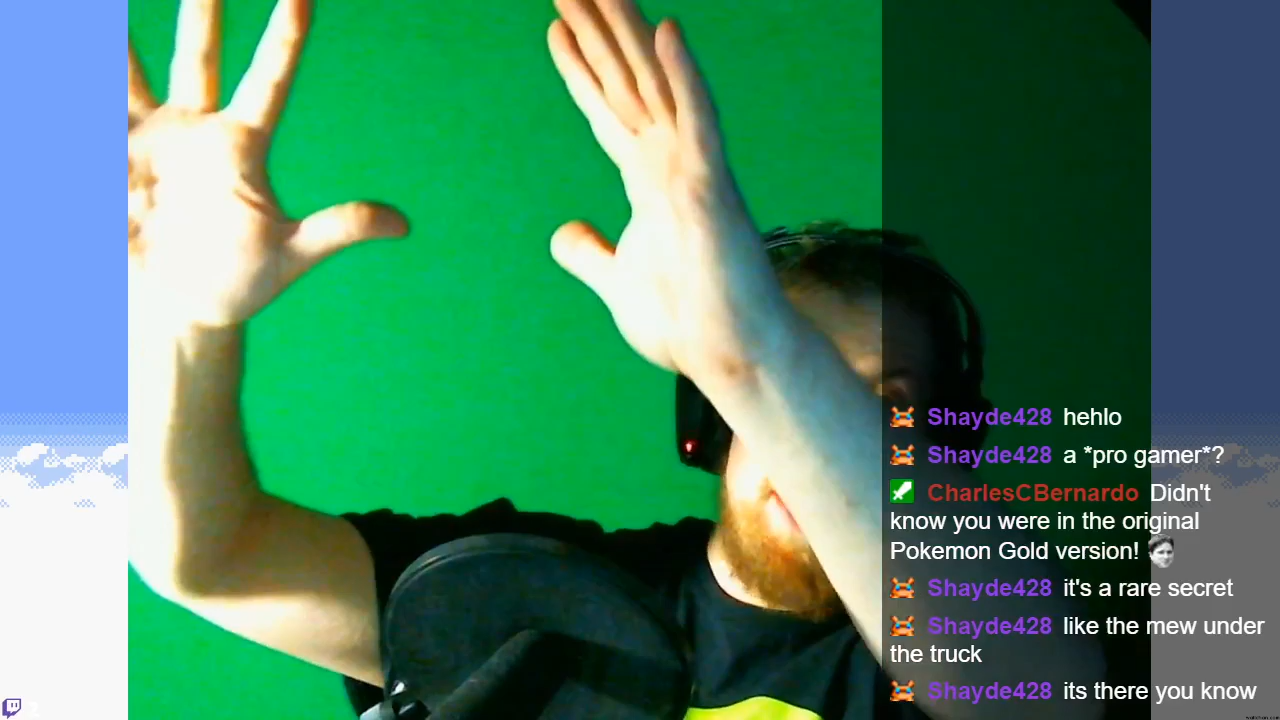 Shayde428 hehlo
Shayde428 a *pro gamer*?
CharlesCBernardo Didn't
know you were in the original
Pokemon Gold version!
Shayde428 it's a rare secret
Shayde428 like the mew under
the truck
Shayde428 its there you know